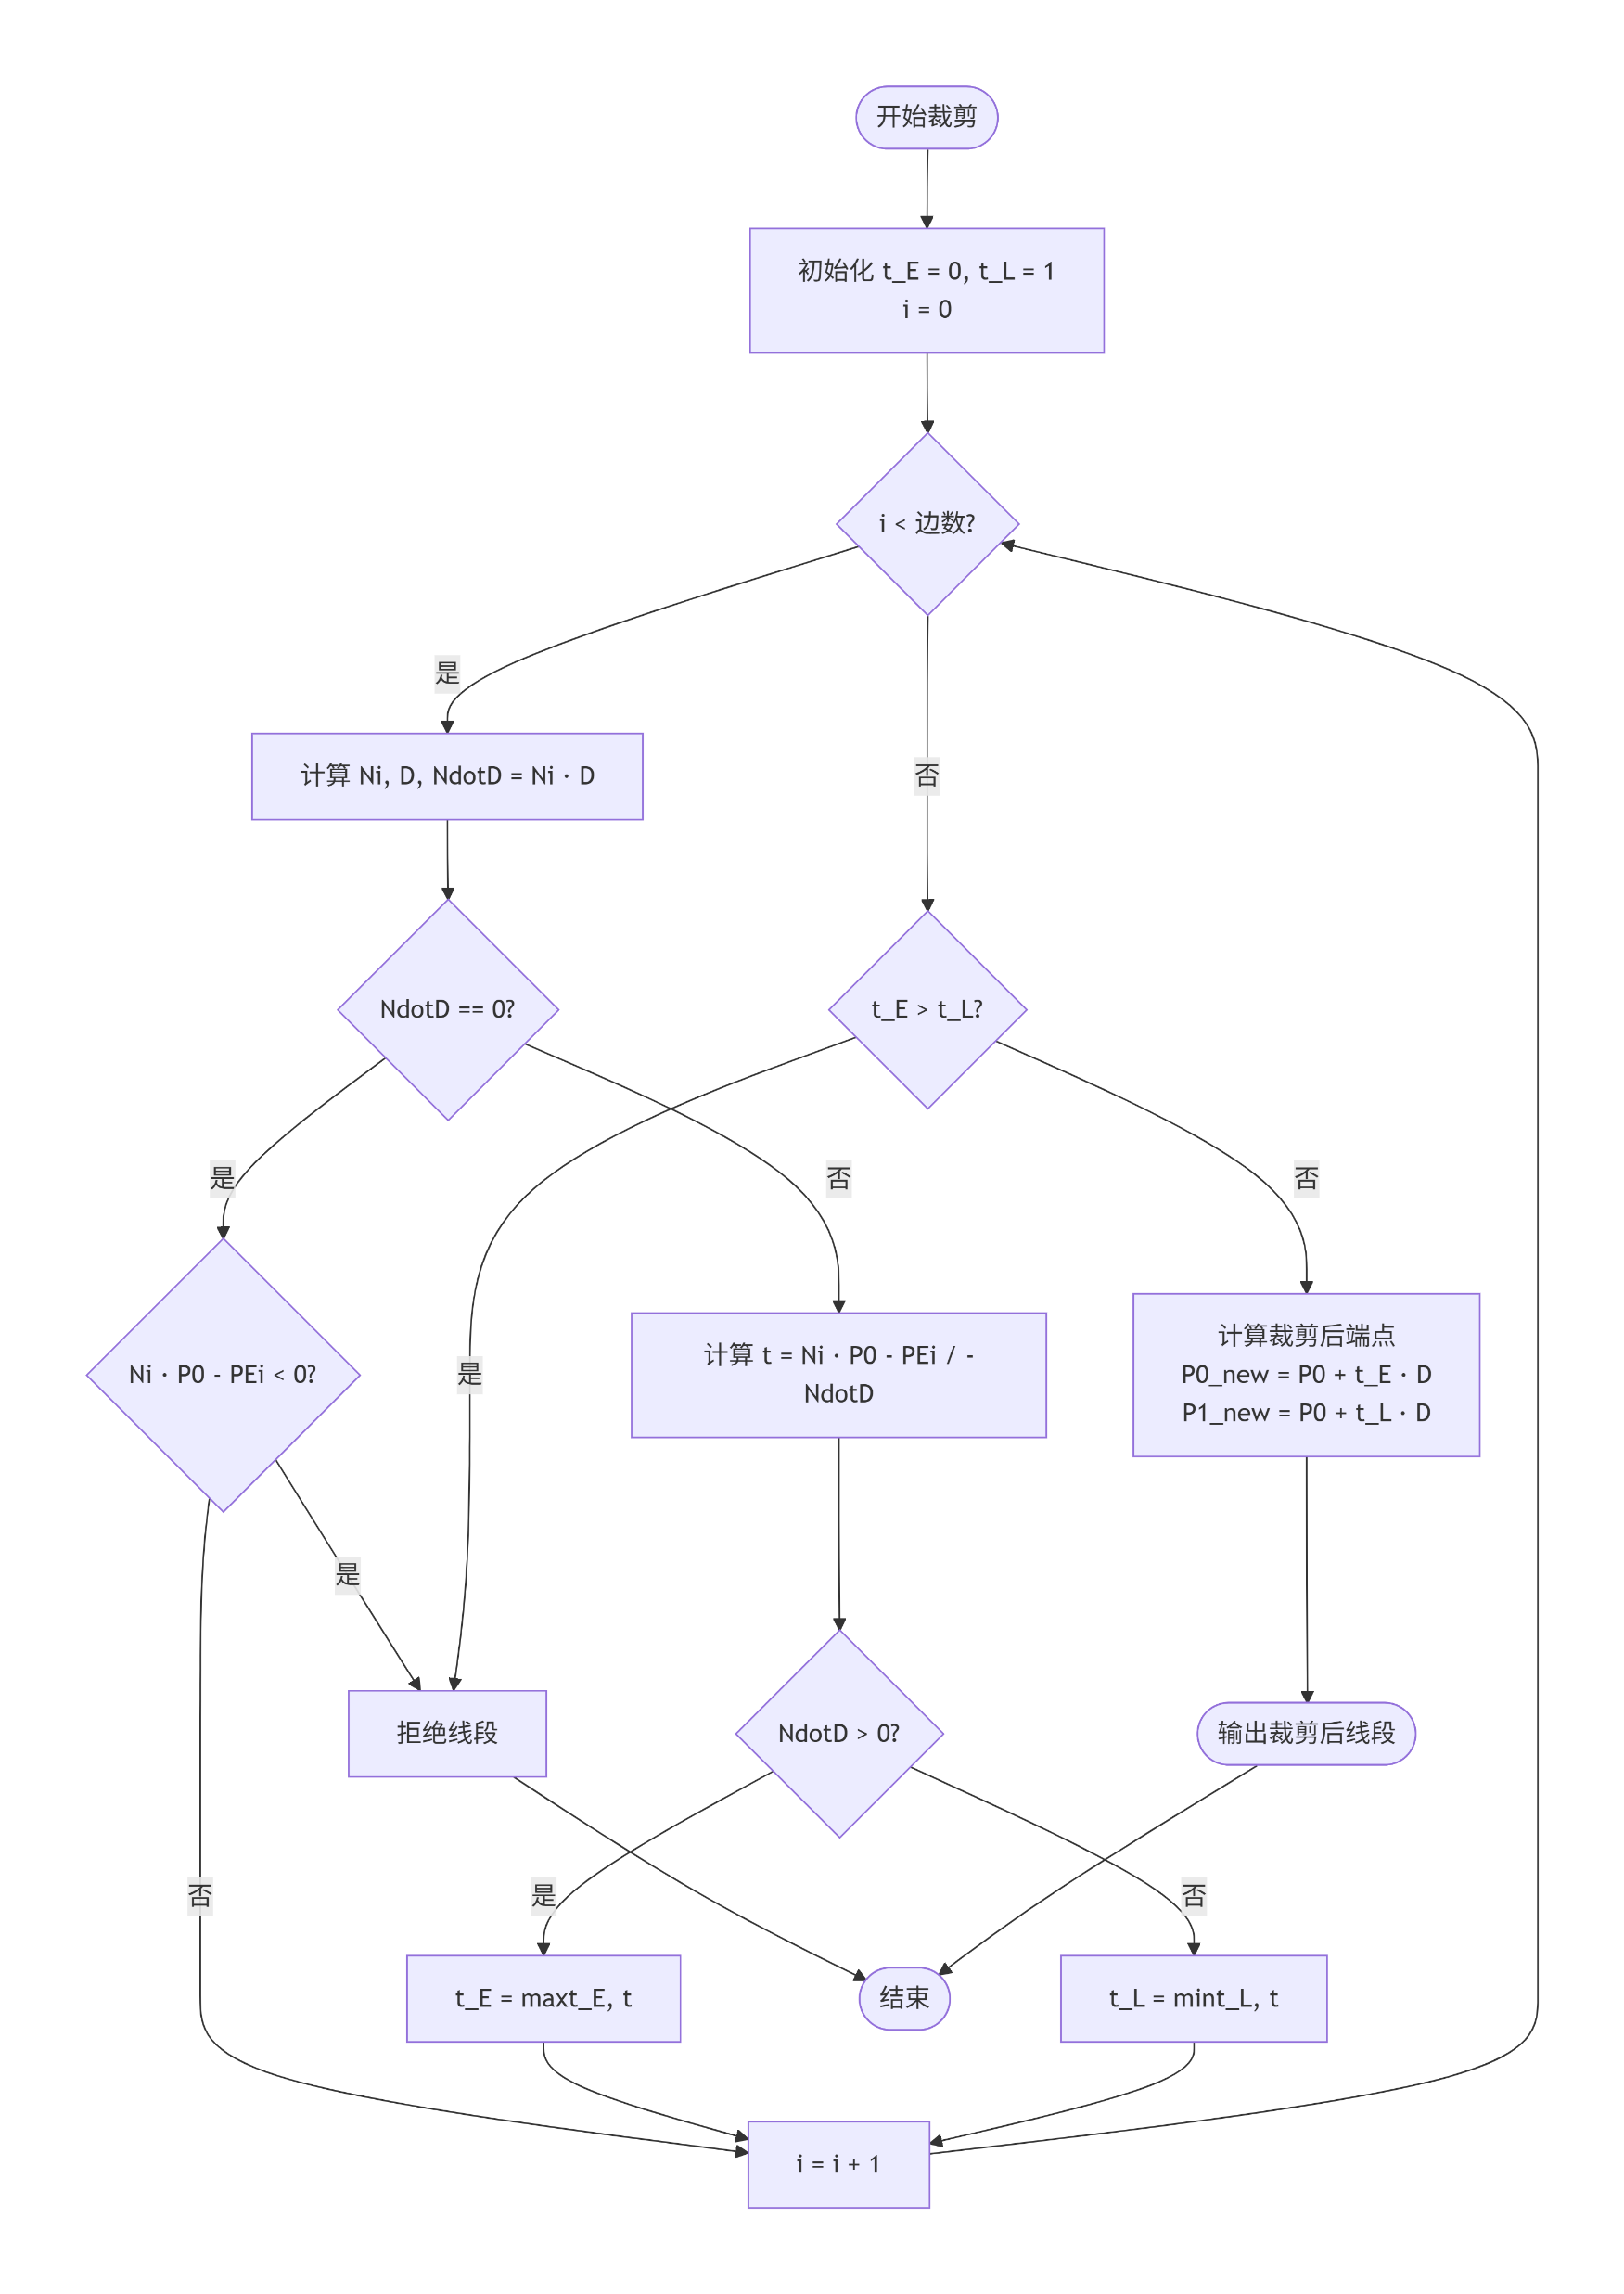 开始裁剪
初始化 t_E = 0, t_L = 1
i = 0
i < 边数?
是
计算 Ni, D, NdotD = Ni · D
否
NdotD == 0?
t_E > t_L?
是
否
否
Ni · P0 - PEi < 0?
是
计算 t = Ni · P0 - PEi / -
NdotD
计算裁剪后端点
P0_new = P0 + t_E · D
P1_new = P0 + t_L · D
是
拒绝线段
NdotD > 0?
输出裁剪后线段
否
是
否
t_E = maxt_E, t
结束
t_L = mint_L, t
i = i + 1